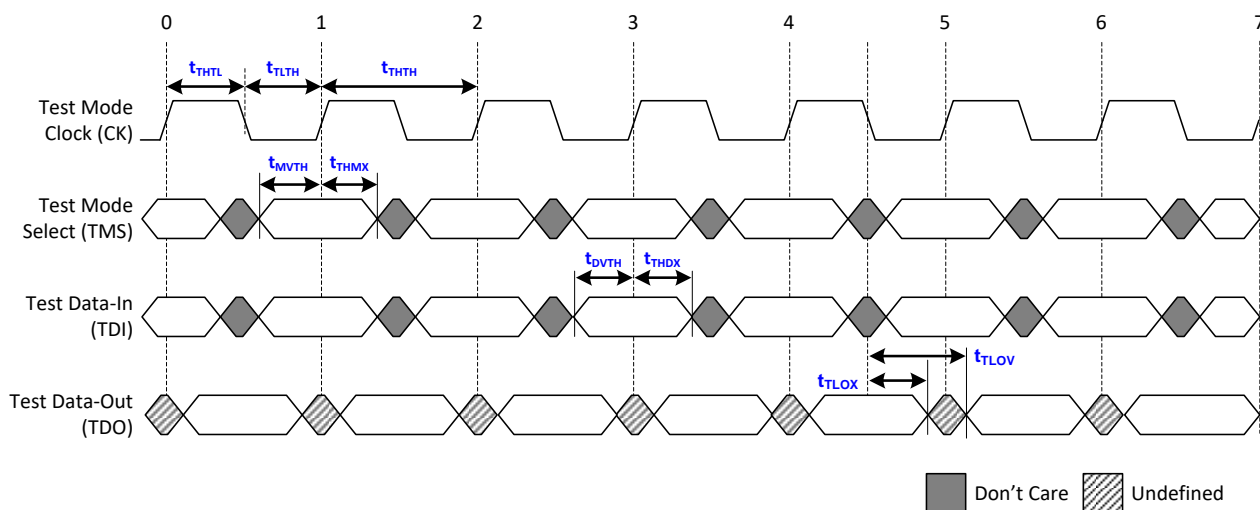 0 1 2 3 4 5 6 7
tTHTL tTLTH tTHTH
Test Mode
Clock (CK)
tMVTH tTHMX
Test Mode
Select (TMS)
tDVTH tTHDX
Test Data-In
(TDI)
tTLOV
tTLOX
Test Data-Out
(TDO)
Don't Care Undefined